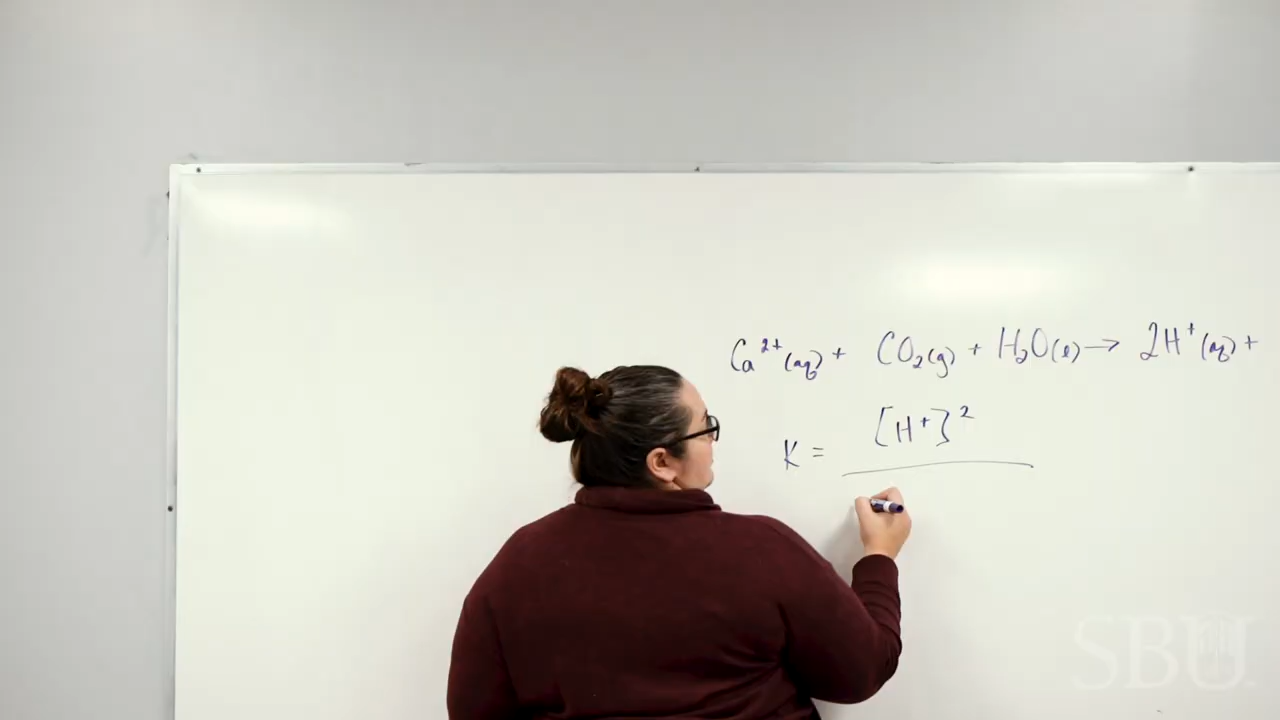 Ca²⁺(aq) + CO₂(g) + H₂O(l) → 2H⁺(aq) +
K = [H⁺]²
SBU